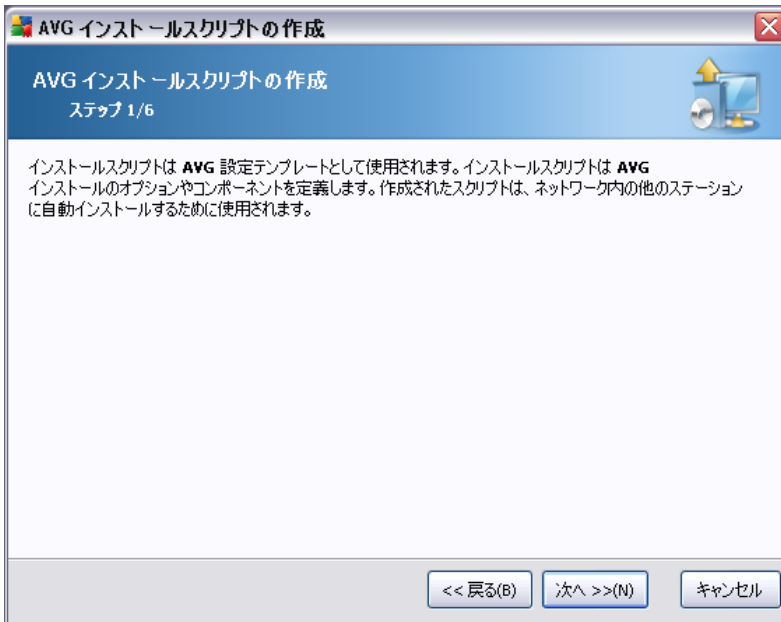 AVG インストールスクリプトの作成
AVG インストールスクリプトの作成
ステップ 1/6
インストールスクリプトは AVG 設定テンプレートとして使用されます。インストールスクリプトは AVG
インストールのオプションやコンポーネントを定義します。作成されたスクリプトは、ネットワーク内の他のステーション
に自動インストールするために使用されます。
<< 戻る(B)
次へ >>(N)
キャンセル